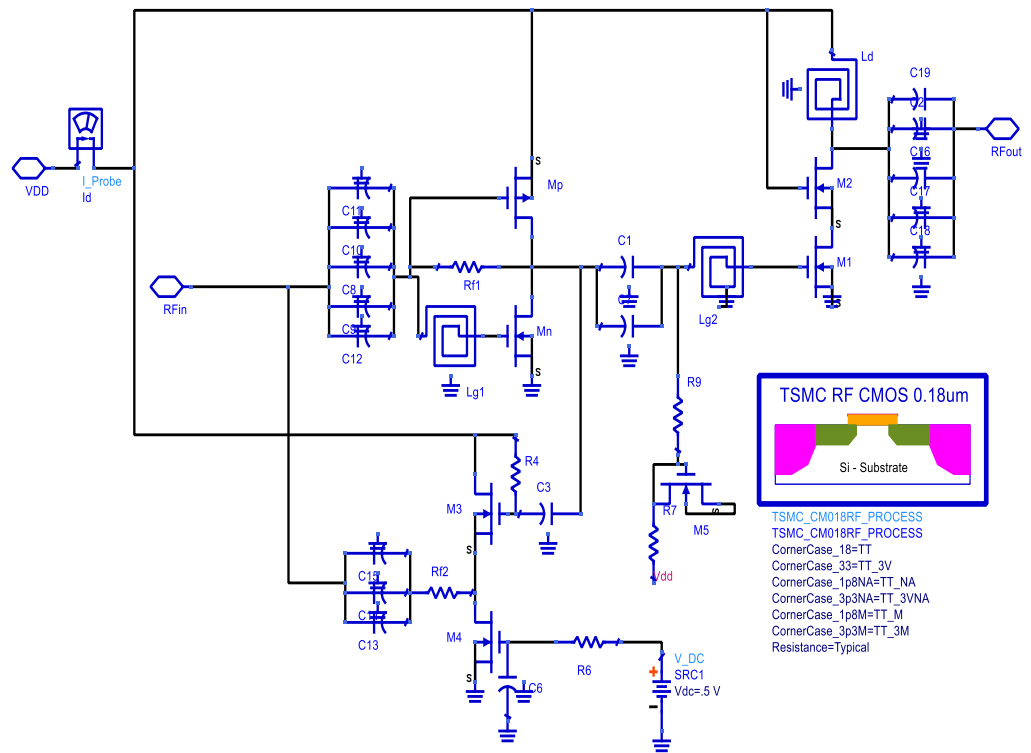 Ld
C19
C2
C16
RFout
C17
C18
M2
S
M1
S
VDD
I_Probe
Id
S
Mp
C11
C10
C8
C9
C12
RFin
Rf1
Mn
S
Lg1
C1
Lg2
R9
R4
C3
M3
S
R7
S
M5
Vdd
C15
Rf2
C13
M4
S
C6
R6
V_DC
SRC1
Vdc=.5 V
+
TSMC RF CMOS 0.18um
Si - Substrate
TSMC_CM018RF_PROCESS
TSMC_CM018RF_PROCESS
CornerCase_18=TT
CornerCase_33=TT_3V
CornerCase_1p8NA=TT_NA
CornerCase_3p3NA=TT_3VNA
CornerCase_1p8M=TT_M
CornerCase_3p3M=TT_3M
Resistance=Typical